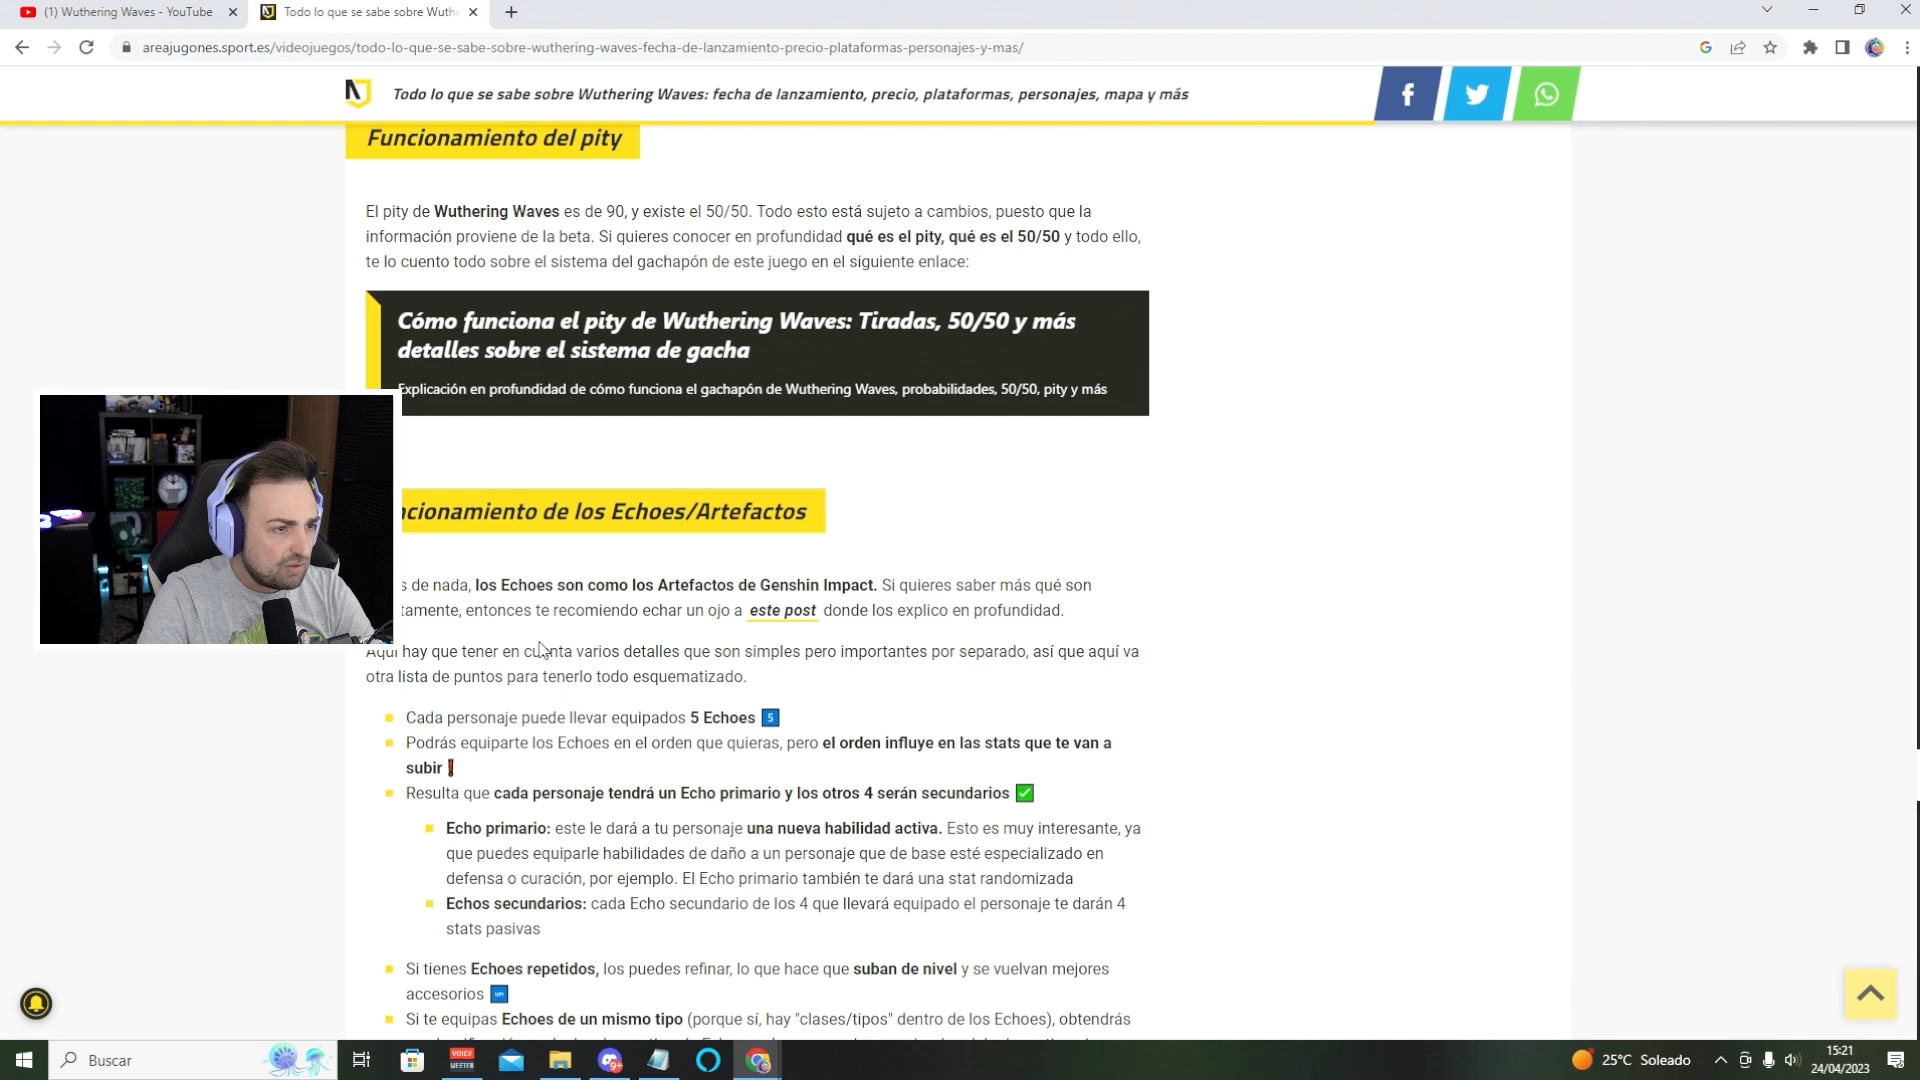 (1) Wuthering Waves - YouTube
Todo lo que se sabe sobre Wuthe
areajugones.sport.es/videojuegos/todo-lo-que-se-sabe-sobre-wuthering-waves-fecha-de-lanzamiento-precio-plataformas-personajes-y-mas/
Todo lo que se sabe sobre Wuthering Waves: fecha de lanzamiento, precio, plataformas, personajes, mapa y más
Funcionamiento del pity
El pity de Wuthering Waves es de 90, y existe el 50/50. Todo esto está sujeto a cambios, puesto que la
información proviene de la beta. Si quieres conocer en profundidad qué es el pity, qué es el 50/50 y todo ello,
te lo cuento todo sobre el sistema del gachapón de este juego en el siguiente enlace:
Cómo funciona el pity de Wuthering Waves: Tiradas, 50/50 y más
detalles sobre el sistema de gacha
Explicación en profundidad de cómo funciona el gachapón de Wuthering Waves, probabilidades, 50/50, pity y más
ncionamiento de los Echoes/Artefactos
s de nada, los Echoes son como los Artefactos de Genshin Impact. Si quieres saber más qué son
tamente, entonces te recomiendo echar un ojo a este post donde los explico en profundidad.
Aquí hay que tener en cuenta varios detalles que son simples pero importantes por separado, así que aquí va
otra lista de puntos para tenerlo todo esquematizado.
Cada personaje puede llevar equipados 5 Echoes 5
Podrás equiparte los Echoes en el orden que quieras, pero el orden influye en las stats que te van a
subir❗
Resulta que cada personaje tendrá un Echo primario y los otros 4 serán secundarios ✅
Echo primario: este le dará a tu personaje una nueva habilidad activa. Esto es muy interesante, ya
que puedes equiparle habilidades de daño a un personaje que de base esté especializado en
defensa o curación, por ejemplo. El Echo primario también te dará una stat randomizada
Echos secundarios: cada Echo secundario de los 4 que llevará equipado el personaje te darán 4
stats pasivas
Si tienes Echoes repetidos, los puedes refinar, lo que hace que suban de nivel y se vuelvan mejores
accesorios UP!
Si te equipas Echoes de un mismo tipo (porque sí, hay "clases/tipos" dentro de los Echoes), obtendrás
Buscar
VOICE
MEETER
9+
25°C Soleado
15:21
24/04/2023